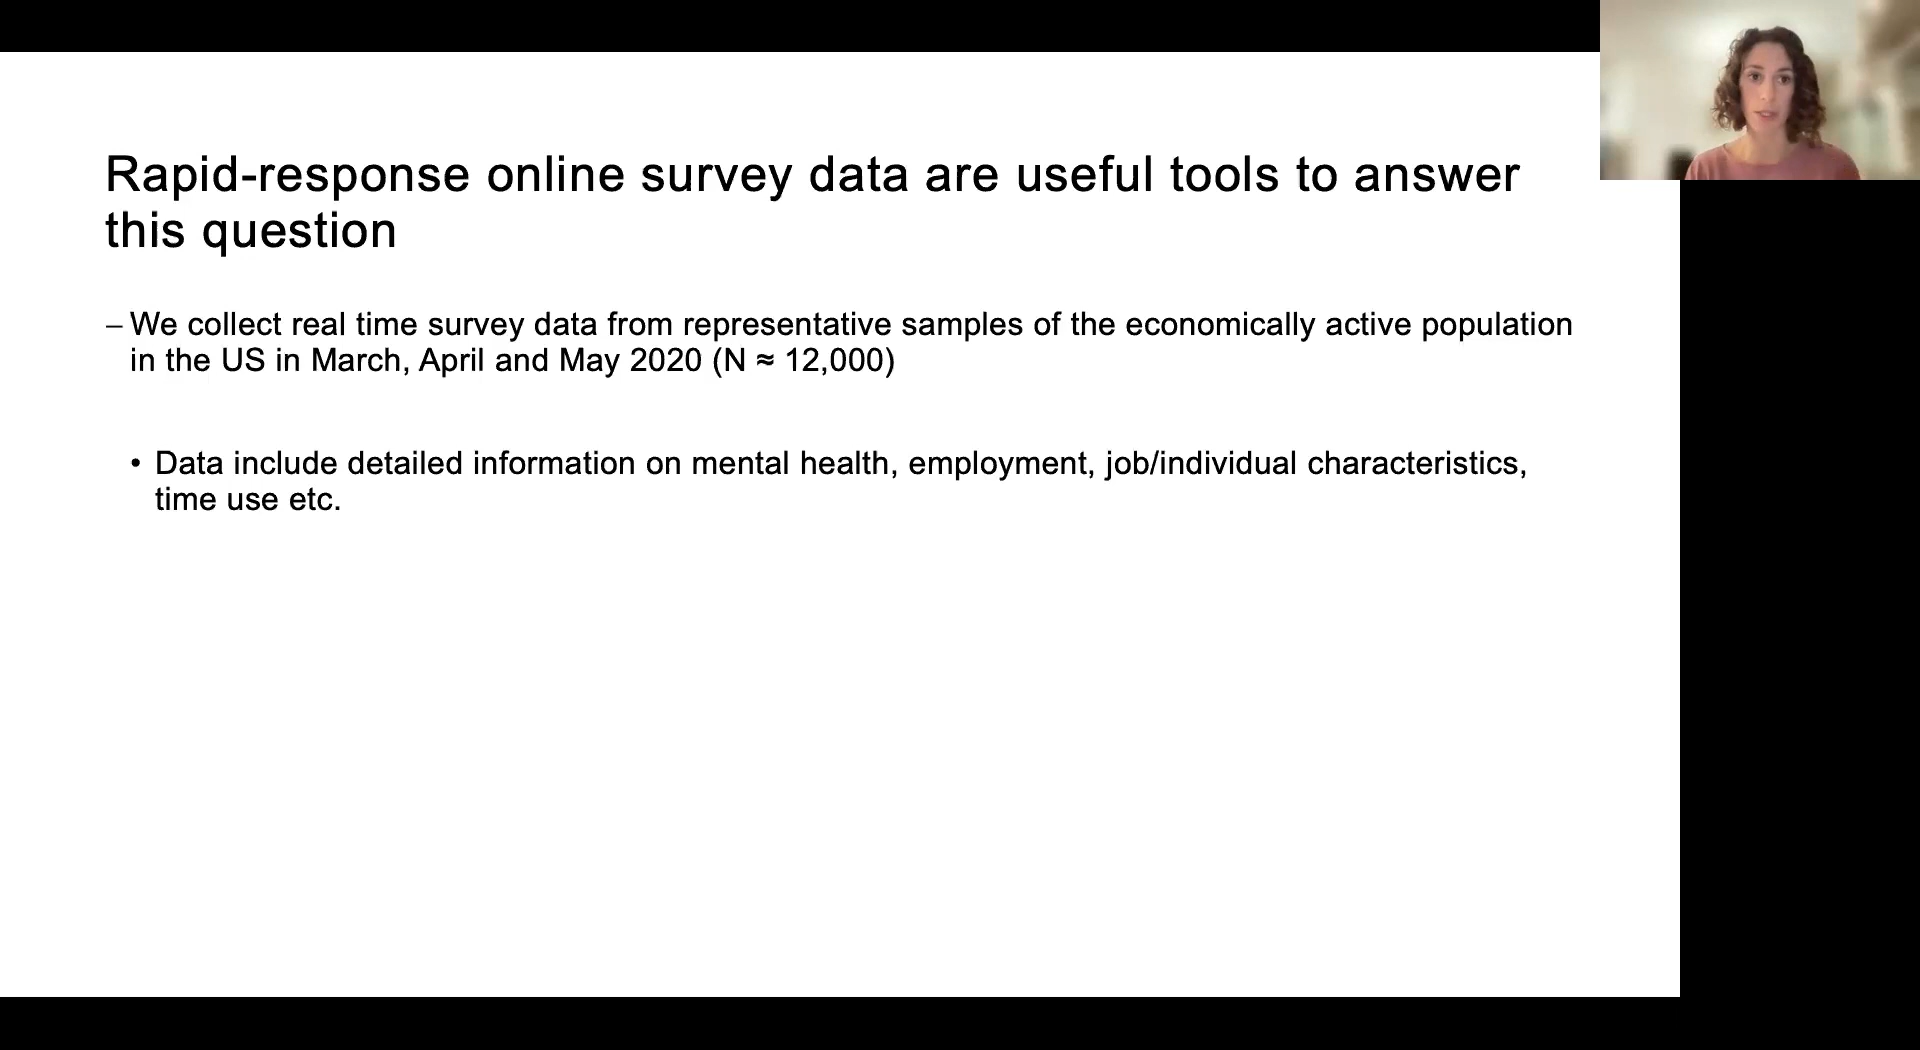 Rapid-response online survey data are useful tools to answer
this question
– We collect real time survey data from representative samples of the economically active population
in the US in March, April and May 2020 (N ≈ 12,000)
• Data include detailed information on mental health, employment, job/individual characteristics,
time use etc.